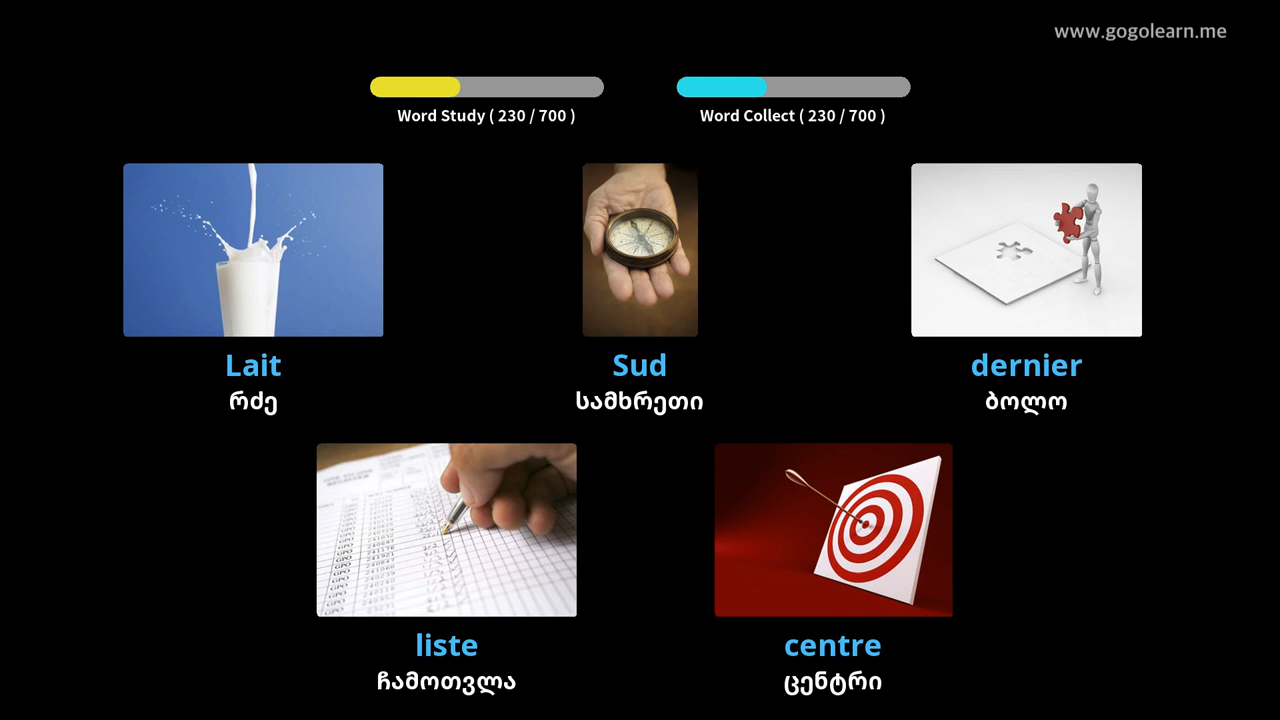 www.gogolearn.me
Word Study ( 230 / 700 )
Word Collect ( 230 / 700 )
Lait
რძე
Sud
სამხრეთი
dernier
ბოლო
liste
ჩამოთვლა
centre
ცენტრი